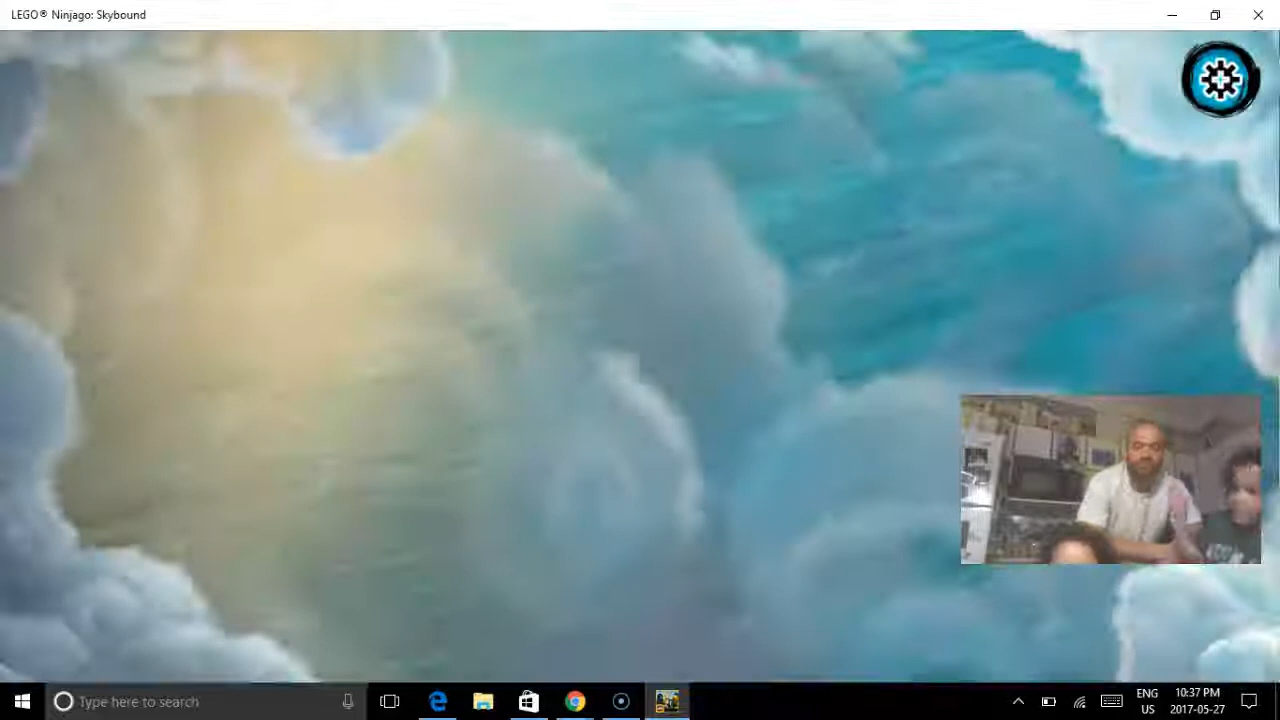 LEGO® Ninjago: Skybound
Type here to search
ENG
US
10:37 PM
2017-05-27